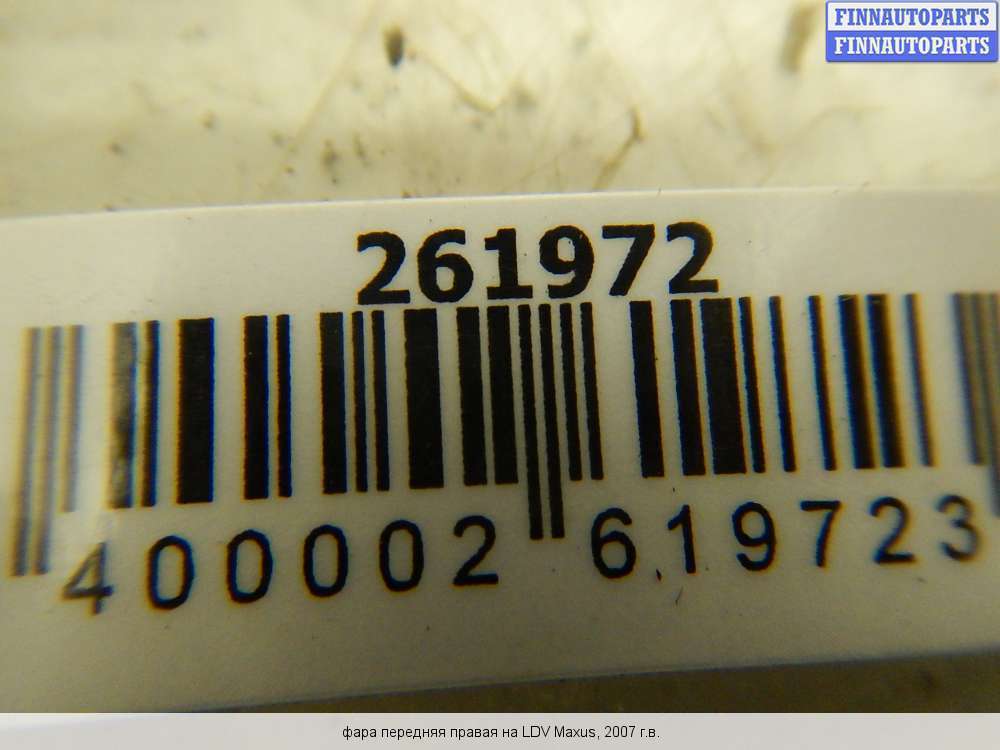 FINNAUTOPARTS
FINNAUTOPARTS
261972
400002 619723
фара передняя правая на LDV Maxus, 2007 г.в.